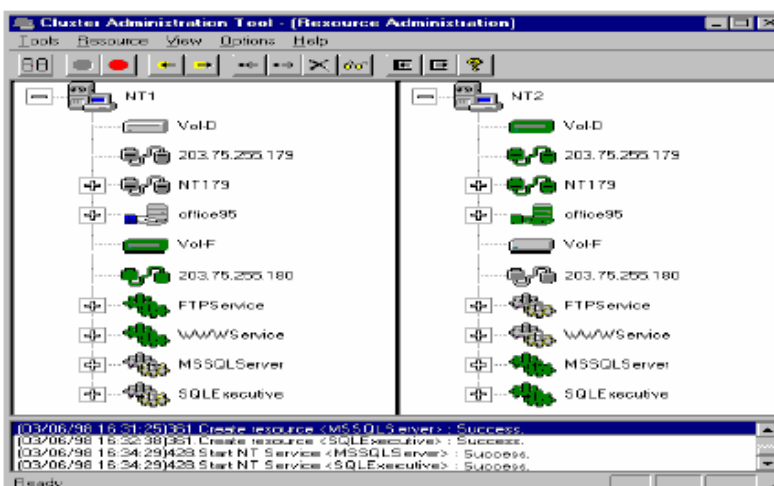 Cluster Administration Tool - (Resource Administration)
Tools Resource View Options Help
NT1
Vol-D
203.75.255.179
NT179
office95
Vol-F
203.75.255.180
FTPService
WWWService
MSSQLServer
SQLExecutive
NT2
Vol-D
203.75.255.179
NT179
office95
Vol-F
203.75.255.180
FTPService
WWWService
MSSQLServer
SQLExecutive
(03/06/98 16:31:25)361 Create resource <MSSQLServer> : Success.
(03/06/98 16:32:38)361 Create resource <SQLExecutive> : Success.
(03/06/98 16:34:29)428 Start NT Service <MSSQLServer> : Success.
(03/06/98 16:34:29)428 Start NT Service <SQLExecutive> : Success.
Ready